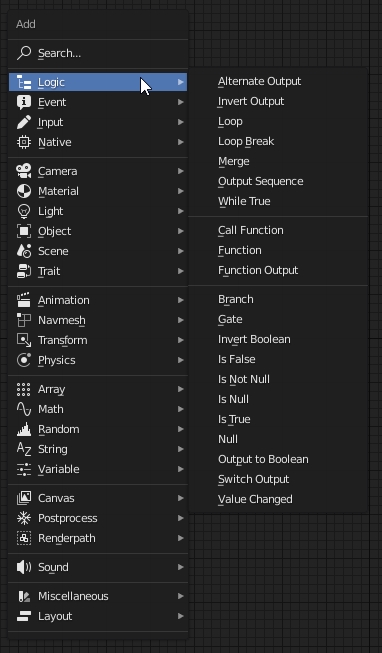 Add
Search...
Logic
Event
Input
Native
Camera
Material
Light
Object
Scene
Trait
Animation
Navmesh
Transform
Physics
Array
Math
Random
String
Variable
Canvas
Postprocess
Renderpath
Sound
Miscellaneous
Layout
Alternate Output
Invert Output
Loop
Loop Break
Merge
Output Sequence
While True
Call Function
Function
Function Output
Branch
Gate
Invert Boolean
Is False
Is Not Null
Is Null
Is True
Null
Output to Boolean
Switch Output
Value Changed